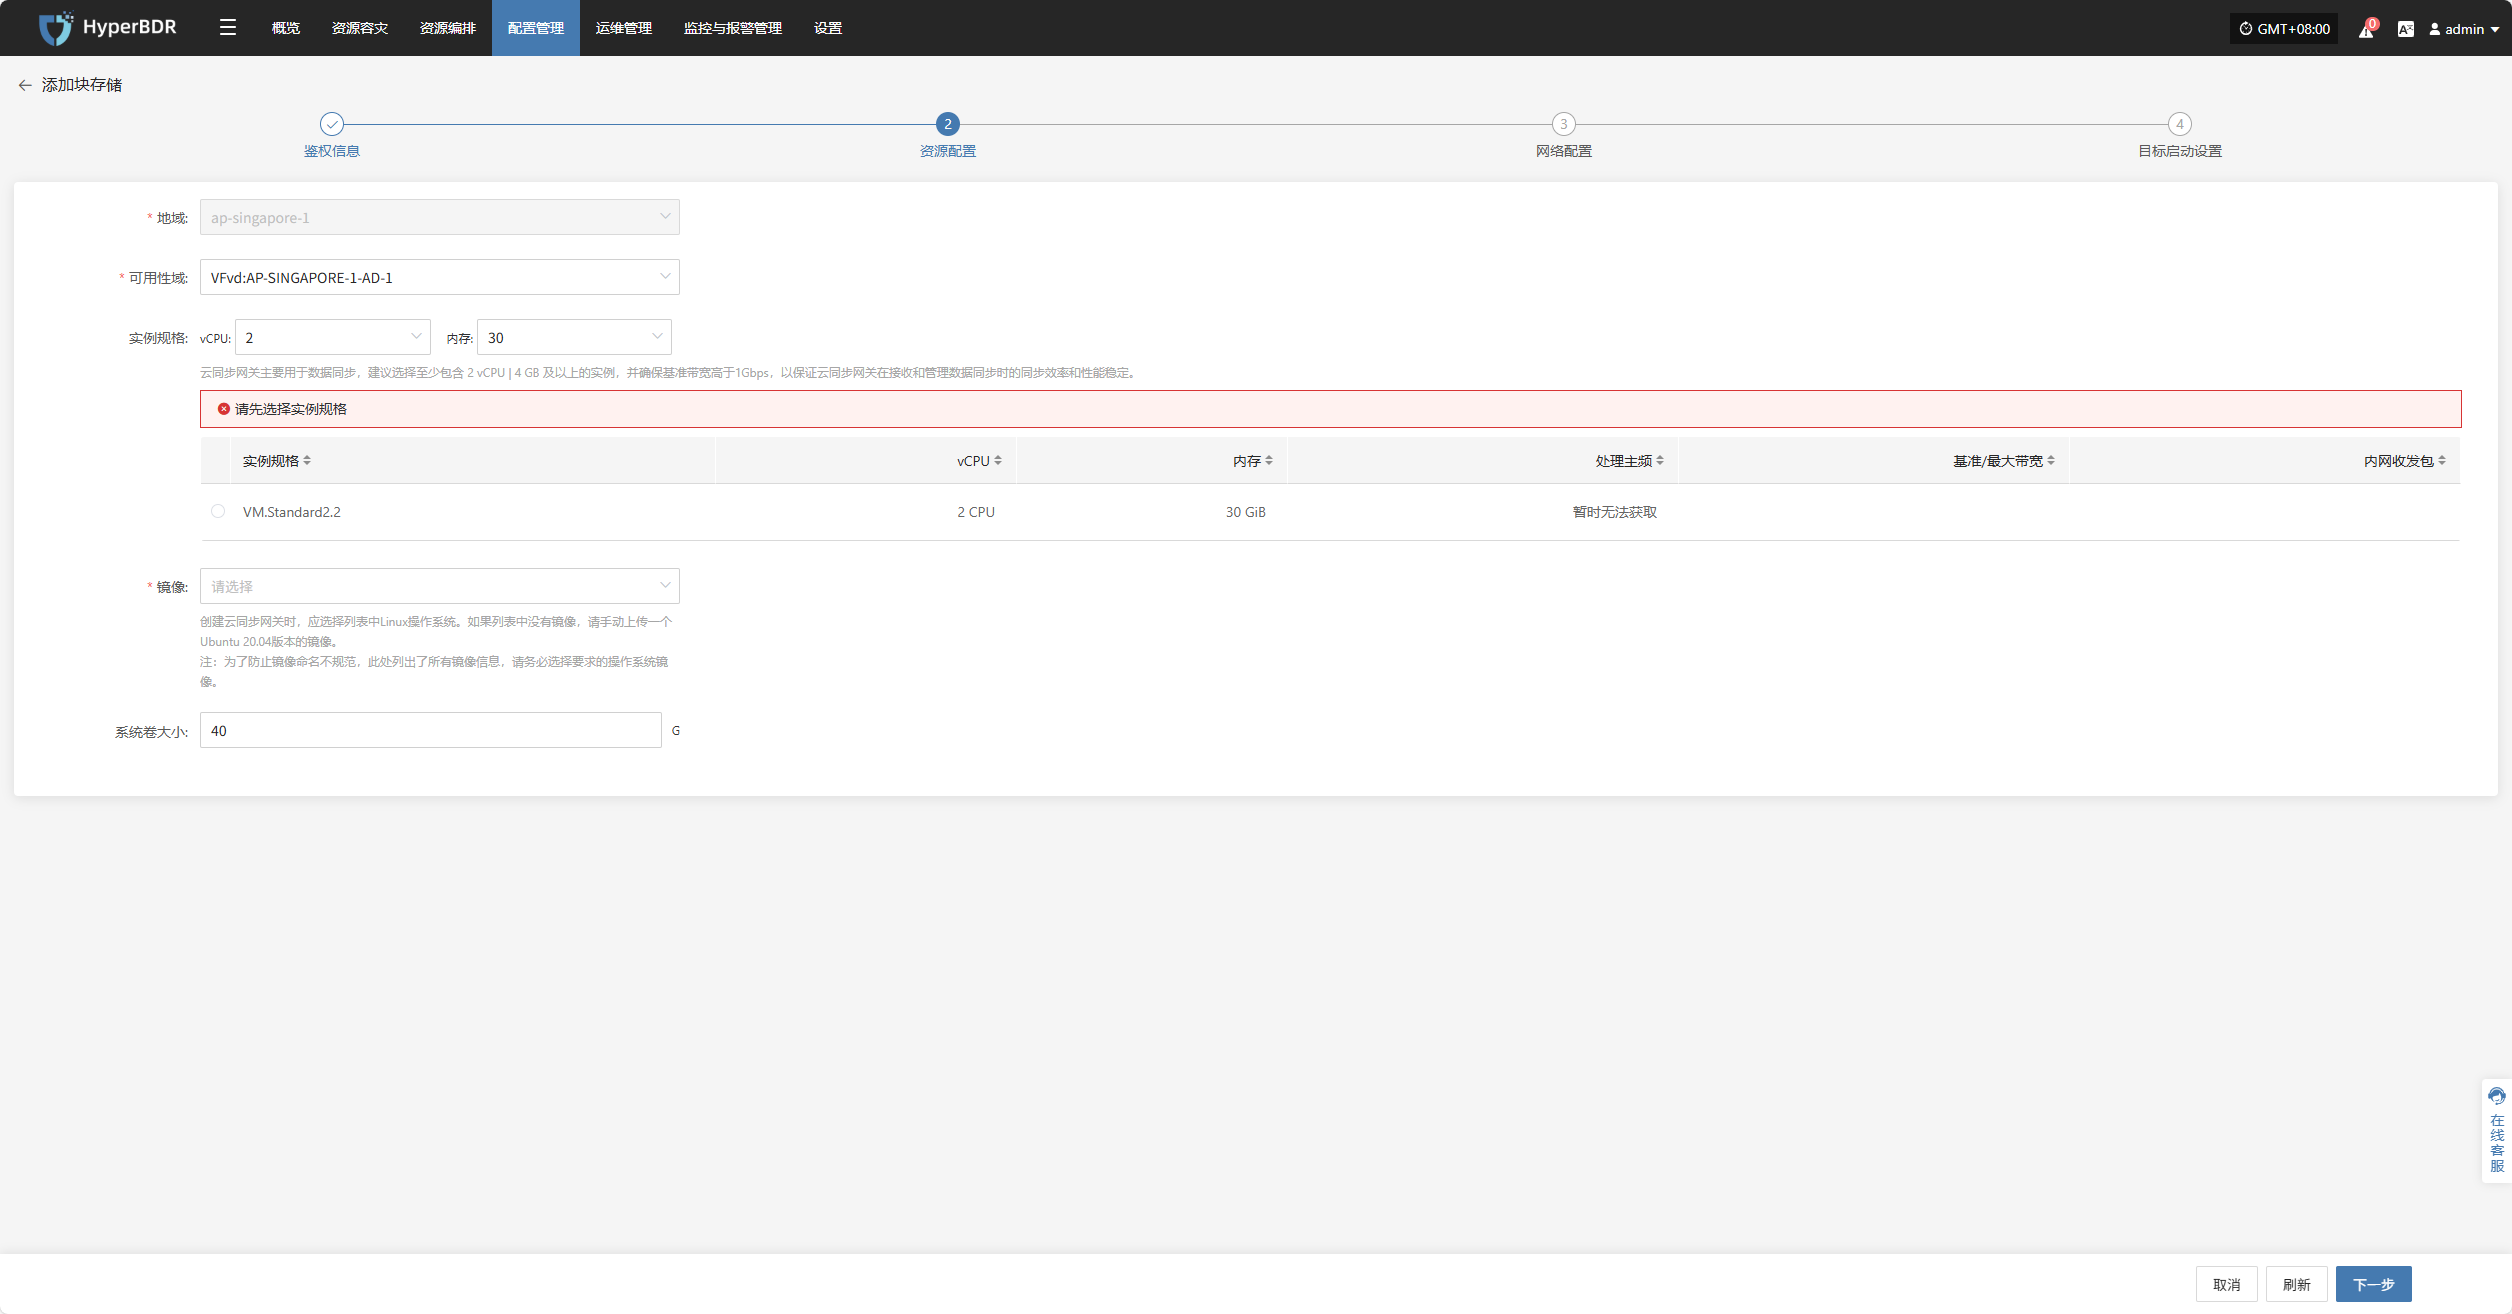 HyperBDR
概览
资源容灾
资源编排
配置管理
运维管理
监控与报警管理
设置
GMT+08:00
0
admin
添加块存储
2
3
4
鉴权信息
资源配置
网络配置
目标启动设置
* 地域:
ap-singapore-1
* 可用性域:
VFvd:AP-SINGAPORE-1-AD-1
实例规格: vCPU: 2 内存: 30
云同步网关主要用于数据同步，建议选择至少包含 2 vCPU | 4 GB 及以上的实例，并确保基准带宽高于1Gbps，以保证云同步网关在接收和管理数据同步时的同步效率和性能稳定。
请先选择实例规格
实例规格 vCPU 内存 处理主频 基准/最大带宽 内网收发包
VM.Standard2.2 2 CPU 30 GiB 暂时无法获取
* 镜像:
请选择
创建云同步网关时，应选择列表中Linux操作系统。如果列表中没有镜像，请手动上传一个
Ubuntu 20.04版本的镜像。
注：为了防止镜像命名不规范，此处列出了所有镜像信息，请务必选择要求的操作系统镜
像。
系统卷大小: 40 G
在线客服
取消
刷新
下一步